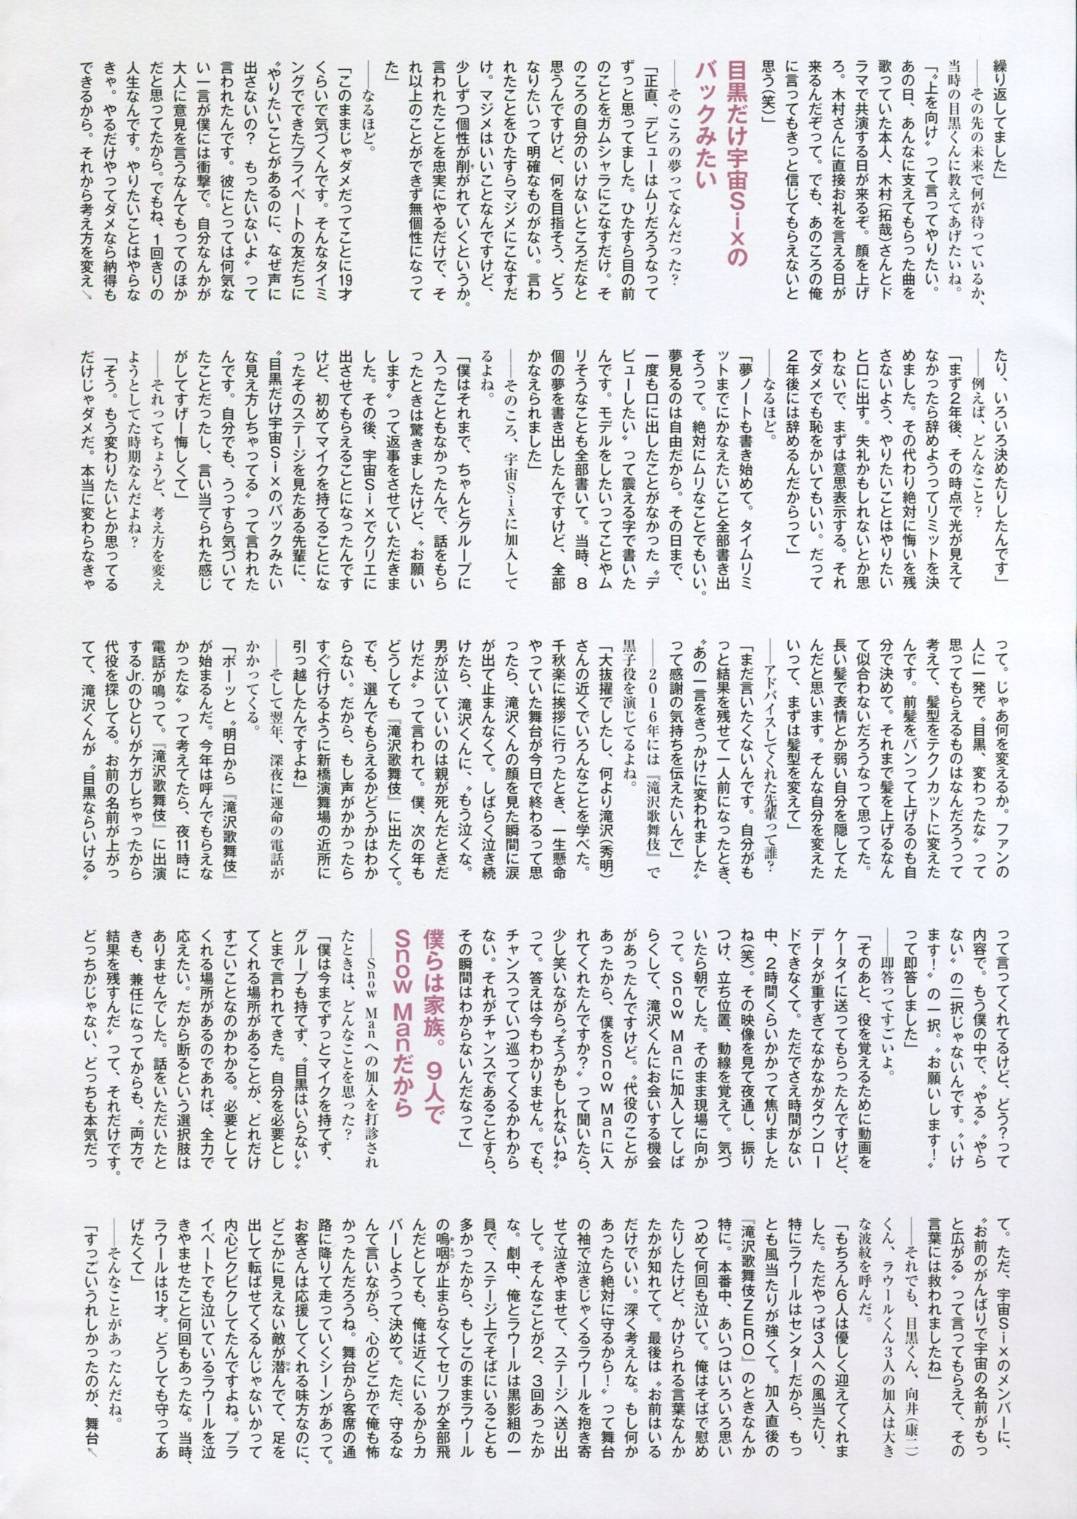 繰り返してました」
――その先の未来で何が待っているか、
当時の目黒くんに教えてあげたいね。
「〝上を向け〟って言ってやりたい。
あの日、あんなに支えてもらった曲を
歌っていた本人、木村（拓哉）さんとド
ラマで共演する日が来るぞ。顔を上げ
ろ。木村さんに直接お礼を言える日が
来るんだぞって。でも、あのころの俺
に言ってもきっと信じてもらえないと
思う（笑）」
目黒だけ宇宙Sixの
バックみたい
――そのころの夢ってなんだった？
「正直、デビューはムリだろうなって
ずっと思ってました。ひたすら目の前
のことをガムシャラにこなすだけ。そ
のころの自分のいけないところだなと
思うんですけど、何を目指そう、どう
なりたいって明確なものがない。言わ
れたことをひたすらマジメにこなすだ
け。マジメはいいことなんですけど、
少しずつ個性が削がれていくというか。
言われたことを忠実にやるだけで、そ
れ以上のことができず無個性になって
た」
――なるほど。
「このままじゃダメだってことに19才
くらいで気づくんです。そんなタイミ
ングでできたプライベートの友だちに
〝やりたいことがあるのに、なぜ声に
出さないの？　もったいないよ〟って
言われたんです。彼にとっては何気な
い一言が僕には衝撃で。自分なんかが
大人に意見を言うなんてもってのほか
だと思ってたから。でもね、1回きりの
人生なんです。やりたいことはやらな
きゃ。やるだけやってダメなら納得も
できるから。それから考え方を変え↘
たり、いろいろ決めたりしたんです」
――例えば、どんなこと？
「まず2年後、その時点で光が見えて
なかったら辞めようってリミットを決
めました。その代わり絶対に悔いを残
さないよう、やりたいことはやりたい
と口に出す。失礼かもしれないとか思
わないで、まずは意思表示する。それ
でダメでも恥をかいてもいい。だって
2年後には辞めるんだからって」
――なるほど。
「夢ノートも書き始めて。タイムリミ
ットまでにかなえたいこと全部書き出
そうって。絶対にムリなことでもいい。
夢見るのは自由だから。その日まで、
一度も口に出したことがなかった〝デ
ビューしたい〟って震える字で書いた
んです。モデルをしたいってことやム
リそうなことも全部書いて。当時、8
個の夢を書き出したんですけど、全部
かなえられました」
――そのころ、宇宙Sixに加入して
るよね。
「僕はそれまで、ちゃんとグループに
入ったこともなかったんで、話をもら
ったときは驚きましたけど、〝お願い
します〟って返事をさせていただきま
した。その後、宇宙Sixでクリエに
出させてもらえることになったんです
けど、初めてマイクを持てることにな
ったそのステージを見たある先輩に、
〝目黒だけ宇宙Sixのバックみたい
な見え方しちゃってる〟って言われた
んです。自分でも、うっすら気づいて
たことだったし、言い当てられた感じ
がしてすげー悔しくて」
――それってちょうど、考え方を変え
ようとしてた時期なんだよね？
「そう。もう変わりたいとか思ってる
だけじゃダメだ。本当に変わらなきゃ
って。じゃあ何を変えるか。ファンの
人に一発で〝目黒、変わったな〟って
思ってもらえるものはなんだろうって
考えて、髪型をテクノカットに変えた
んです。前髪をバンって上げるのも自
分で決めて。それまで髪を上げるなん
て似合わないだろうなって思ってた。
長い髪で表情とか弱い自分を隠してた
んだと思います。そんな自分を変えた
いって、まずは髪型を変えて」
――アドバイスしてくれた先輩って誰？
「まだ言いたくないんです。自分がも
っと結果を残せて一人前になったとき、
〝あの一言をきっかけに変われました〟
って感謝の気持ちを伝えたいんで」
――2016年には『滝沢歌舞伎』で
黒子役を演じてるよね。
「大抜擢でしたし、何より滝沢（秀明）
さんの近くでいろんなことを学べた。
千秋楽に挨拶に行ったとき、一生懸命
やっていた舞台が今日で終わるって思
ったら、滝沢くんの顔を見た瞬間に涙
が出て止まんなくて。しばらく泣き続
けたら、滝沢くんに、〝もう泣くな。
男が泣いていいのは親が死んだときだ
けだよ〟って言われて。僕、次の年も
どうしても『滝沢歌舞伎』に出たくて。
でも、選んでもらえるかどうかはわか
らない。だから、もし声がかかったら
すぐ行けるように新橋演舞場の近所に
引っ越したんですよね」
――そして翌年、深夜に運命の電話が
かかってくる。
「ボーッと〝明日から『滝沢歌舞伎』
が始まるんだ。今年は呼んでもらえな
かったな〟って考えてたら、夜11時に
電話が鳴って。『滝沢歌舞伎』に出演
するJr.のひとりがケガしちゃったから
代役を探してる。お前の名前が上がっ
てて、滝沢くんが〝目黒ならいける〟
って言ってくれてるけど、どう？って
内容で。もう僕の中で、〝やる〟〝やら
ない〟の二択じゃないんです。〝いけ
ます！〟の一択。〝お願いします！〟
って即答しました」
――即答ってすごいよ。
「そのあと、役を覚えるために動画を
ケータイに送ってもらったんですけど、
データが重すぎてなかなかダウンロー
ドできなくて。ただでさえ時間がない
中、2時間くらいかかって焦りました
ね（笑）。その映像を見て夜通し、振り
つけ、立ち位置、動線を覚えて。気づ
いたら朝でした。そのまま現場に向か
って。Snow Manに加入してしば
らくして、滝沢くんにお会いする機会
があったんですけど。〝代役のことが
あったから、僕をSnow Manに入
れてくれたんですか？〟って聞いたら、
少し笑いながら〝そうかもしれないね〟
って。答えは今もわかりません。でも、
チャンスっていつ巡ってくるかわから
ない。それがチャンスであることすら、
その瞬間はわからないんだなって」
僕らは家族。9人で
Snow Manだから
――Snow Manへの加入を打診され
たときは、どんなことを思った？
「僕は今までずっとマイクを持てず、
グループも持てず、〝目黒はいらない〟
とまで言われてきた。自分を必要とし
てくれる場所があることが、どれだけ
すごいことなのかわかる。必要として
くれる場所があるのであれば、全力で
応えたい。だから断るという選択肢は
ありませんでした。話をいただいたと
きも、兼任になってからも、〝両方で
結果を残すんだ〟って、それだけです。
どっちかじゃない、どっちも本気だっ
て。ただ、宇宙Sixのメンバーに、
〝お前のがんばりで宇宙の名前がもっ
と広がる〟って言ってもらえて、その
言葉には救われましたね」
――それでも、目黒くん、向井（康二）
くん、ラウールくん3人の加入は大き
な波紋を呼んだ。
「もちろん6人は優しく迎えてくれま
した。ただやっぱ3人への風当たり、
特にラウールはセンターだから、もっ
とも風当たりが強くて。加入直後の
『滝沢歌舞伎ZERO』のときなんか
特に。本番中、あいつはいろいろ思い
つめて何回も泣いて。俺はそばで慰め
たりしたけど、かけられる言葉なんか
たかが知れてて。最後は〝お前はいる
だけでいい。深く考えんな。もし何か
あったら絶対に守るから！〟って舞台
の袖で泣きじゃくるラウールを抱き寄
せて泣きやませて、ステージへ送り出
して。そんなことが2、3回あったか
な。劇中、俺とラウールは黒影組の一
員で、ステージ上でそばにいることも
多かったから、もしこのままラウール
の嗚咽が止まらなくてセリフが全部飛
んだとしても、俺は近くにいるからカ
バーしようって決めて。ただ、守るな
んて言いながら、心のどこかで俺も怖
かったんだろうね。舞台から客席の通
路に降りて走っていくシーンがあって。
お客さんは応援してくれる味方なのに、
どこかに見えない敵が潜んでて、足を
出して転ばせてくるんじゃないかって
内心ビクビクしてたんですよね。プラ
イベートでも泣いているラウールを泣
きやませたこと何回もあったな。当時、
ラウールは15才。どうしても守ってあ
げたくて」
――そんなことがあったんだね。
「すっごいうれしかったのが、舞台↖